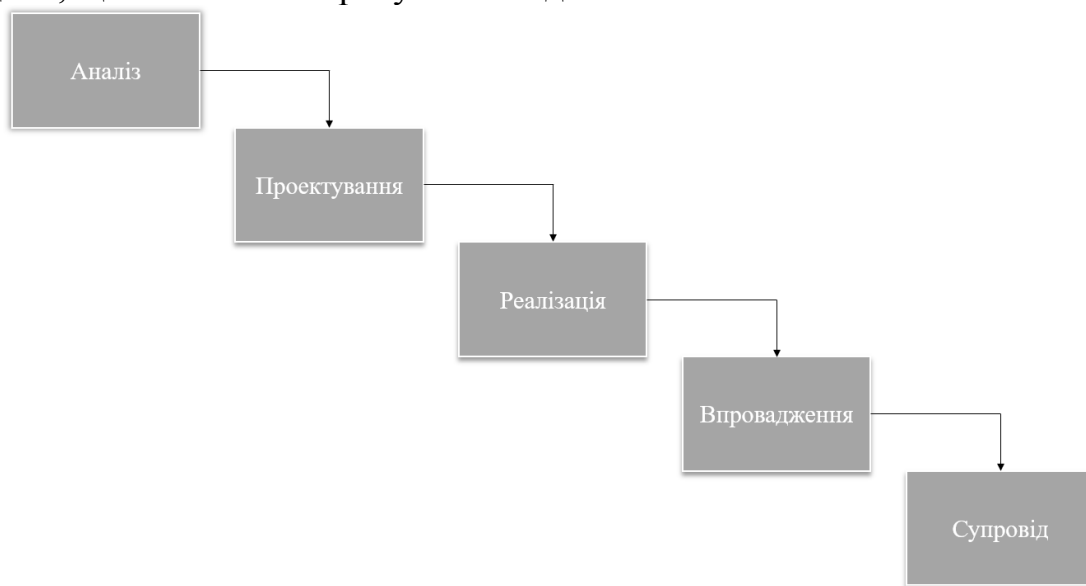 Аналіз
Проектування
Реалізація
Впровадження
Супровід